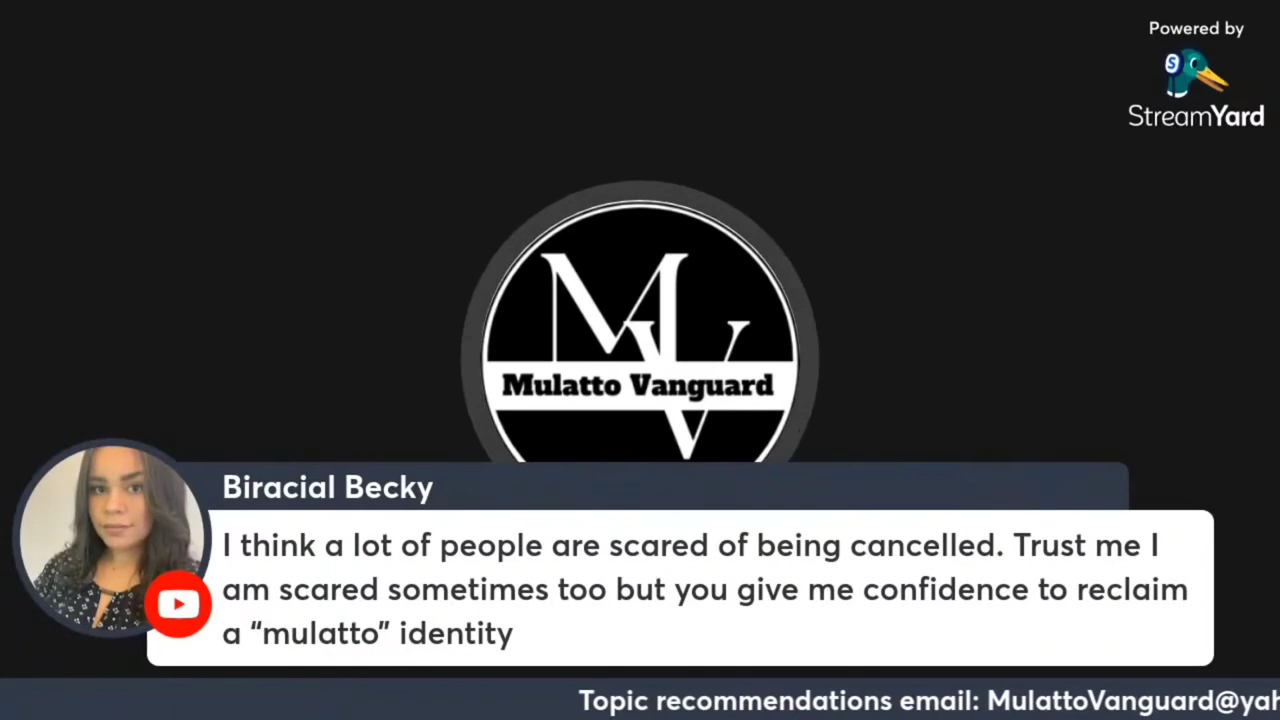 Powered by
StreamYard
MV
Mulatto Vanguard
Biracial Becky
I think a lot of people are scared of being cancelled. Trust me I
am scared sometimes too but you give me confidence to reclaim
a “mulatto” identity
Topic recommendations email: MulattoVanguard@yah